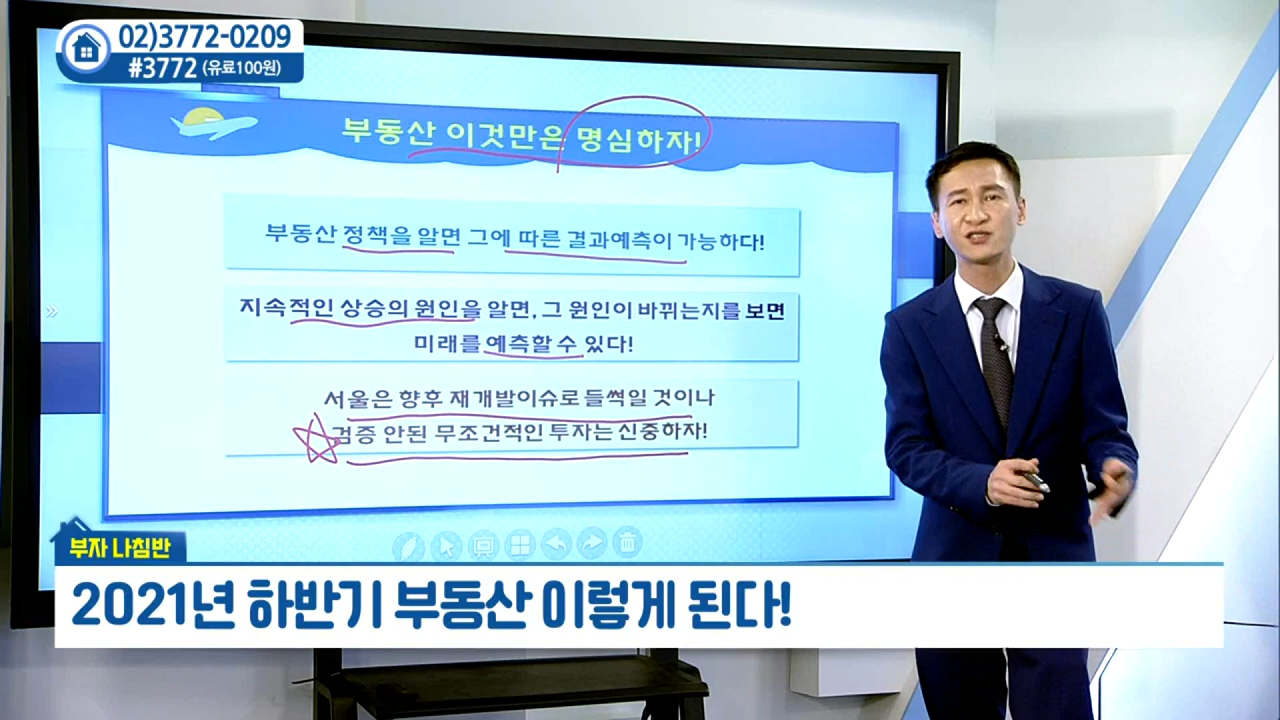 02)3772-0209
#3772 (유료100원)
부동산 이것만은 명심하자!
부동산 정책을 알면 그에 따른 결과예측이 가능하다!
지속적인 상승의 원인을 알면, 그 원인이 바뀌는지를 보면
미래를 예측할 수 있다!
서울은 향후 재개발이슈로 들썩일 것이나
검증 안된 무조건적인 투자는 신중하자!
부자 나침반
2021년 하반기 부동산 이렇게 된다!